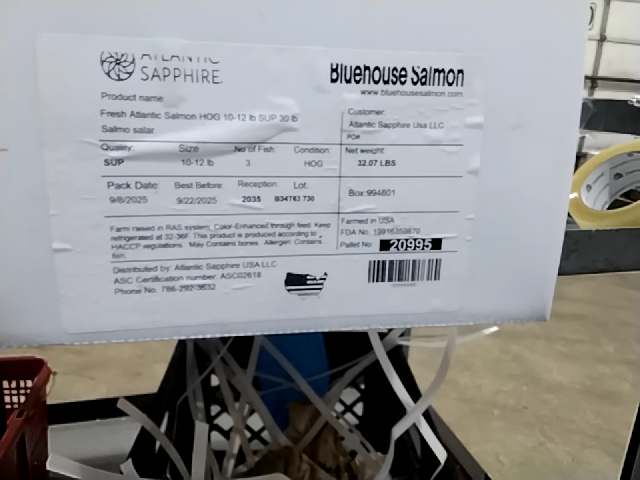 ATLANTIC
SAPPHIRE
Bluehouse Salmon
www.bluehousesalmon.com
Product name
Fresh Atlantic Salmon HOG 10-12 lb SUP 30 lb
Salmo salar
Customer:
Atlantic Sapphire Usa LLC
Quality: Size No of Fish: Condition:
SUP 10-12 lb 3 HOG
Net weight:
32.07 LBS
Pack Date: Best Before: Reception: Lot:
9/8/2025 9/22/2025 2035
Box:994601
Farm raised in RAS system, Color-Enhanced through feed. Keep
refrigerated at 32-36F. This product is produced according to
HACCP regulations. May Contains bones. Allergen: Contains
fish.
Farmed in USA
FDA No.
Pallet No: 20995
Distributed by: Atlantic Sapphire USA LLC
ASC Certification number: ASC02618
Phone No. 786-292-3632